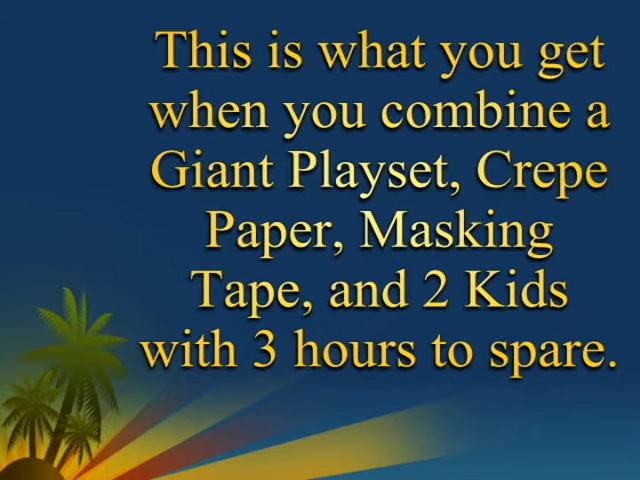 This is what you get
when you combine a
Giant Playset, Crepe
Paper, Masking
Tape, and 2 Kids
with 3 hours to spare.